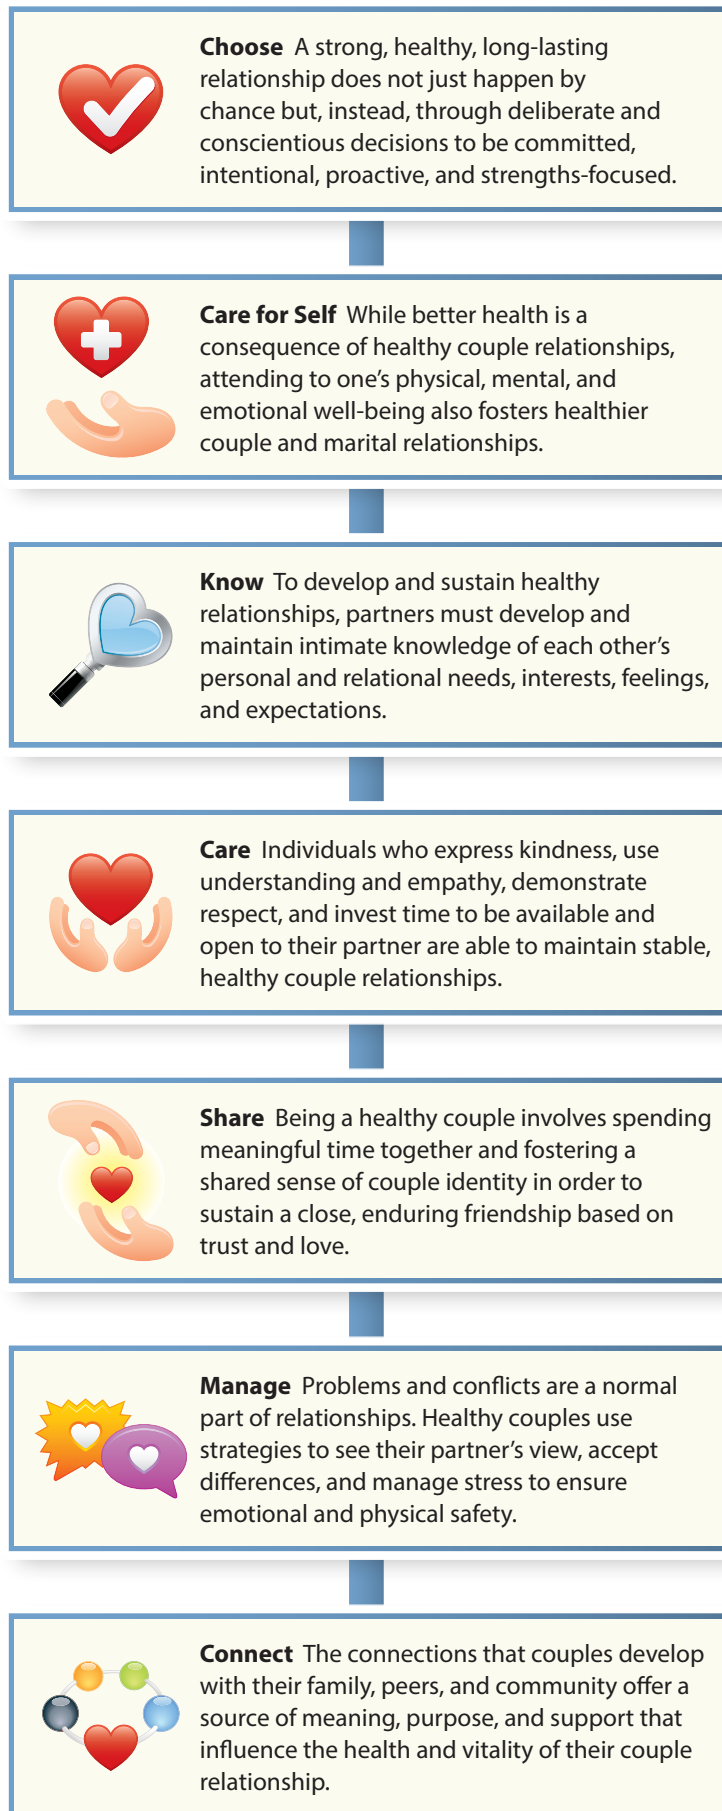 Choose A strong, healthy, long-lasting
relationship does not just happen by
chance but, instead, through deliberate and
conscientious decisions to be committed,
intentional, proactive, and strengths-focused.
Care for Self While better health is a
consequence of healthy couple relationships,
attending to one’s physical, mental, and
emotional well-being also fosters healthier
couple and marital relationships.
Know To develop and sustain healthy
relationships, partners must develop and
maintain intimate knowledge of each other’s
personal and relational needs, interests, feelings,
and expectations.
Care Individuals who express kindness, use
understanding and empathy, demonstrate
respect, and invest time to be available and
open to their partner are able to maintain stable,
healthy couple relationships.
Share Being a healthy couple involves spending
meaningful time together and fostering a
shared sense of couple identity in order to
sustain a close, enduring friendship based on
trust and love.
Manage Problems and conflicts are a normal
part of relationships. Healthy couples use
strategies to see their partner’s view, accept
differences, and manage stress to ensure
emotional and physical safety.
Connect The connections that couples develop
with their family, peers, and community offer a
source of meaning, purpose, and support that
influence the health and vitality of their couple
relationship.